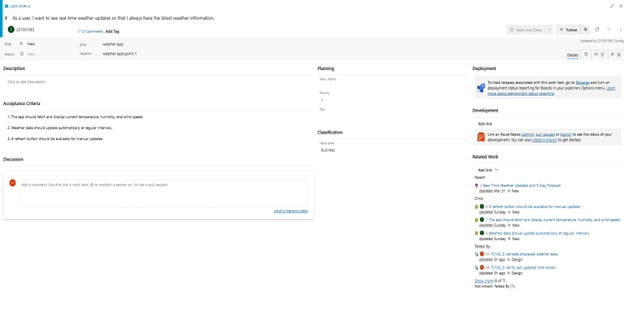 USER STORY 4
4 As a user, I want to see real-time weather updates so that I always have the latest weather information.
231001083
0 Comments Add Tag
Save and Close
Follow
State New
Area weather app
Updated by 231001083 Sunday
Reason New
Iteration weather app\sprint 1
Details
Description
Click to add Description.
Acceptance Criteria
1. The app should fetch and display current temperature, humidity, and wind speed.
2. Weather data should update automatically at regular intervals.
3. A refresh button should be available for manual updates.
Discussion
Add a comment. Use # to link a work item, @ to mention a person, or ! to link a pull request.
Switch to Markdown editor
Planning
Story Points
Priority
Risk
Classification
Value area
Business
Deployment
To track releases associated with this work item, go to Releases and turn on
deployment status reporting for Boards in your pipeline's Options menu. Learn
more about deployment status reporting
Development
Add link
Link an Azure Repos commit, pull request or branch to see the status of your
development. You can also create a branch to get started.
Related Work
Add link
Parent
2 Real-Time Weather Updates and 5-Day Forecast
Updated Mar 31 New
Child
A refresh button should be available for manual updates.
Updated Sunday New
The app should fetch and display current temperature, humidity, and wind speed.
Updated Sunday New
Weather data should update automatically at regular intervals.
Updated Sunday New
Tested By
Validate displayed weather data
Updated 5h ago Design
Verify last updated time shown
Updated 5h ago Design
Show more (6 of 7)
Not shown: Tested By (1)